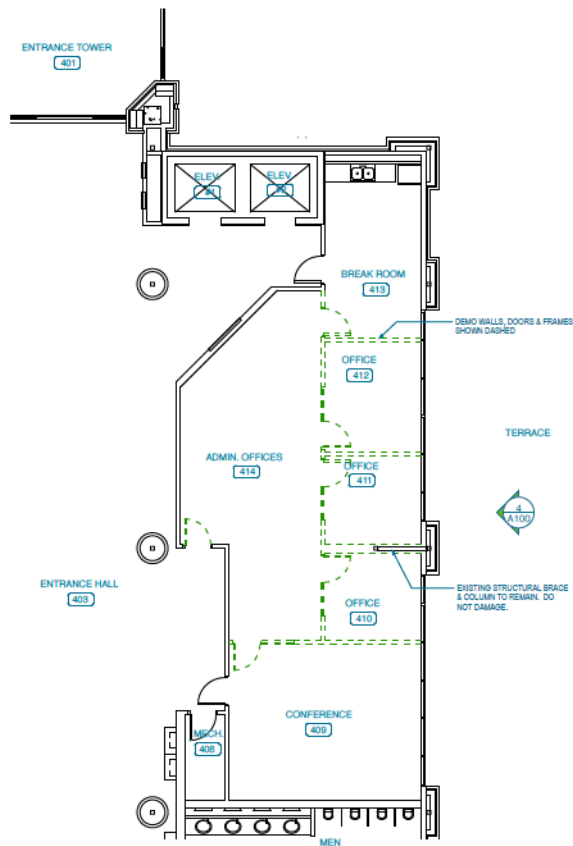 ENTRANCE TOWER
401
ELEV.
#1
ELEV.
#2
BREAK ROOM
413
DEMO WALLS, DOORS & FRAMES
SHOWN DASHED
OFFICE
412
TERRACE
ADMIN. OFFICES
414
OFFICE
411
4
A100
ENTRANCE HALL
403
EXISTING STRUCTURAL BRACE
& COLUMN TO REMAIN. DO
NOT DAMAGE.
OFFICE
410
CONFERENCE
409
MECH.
408
MEN